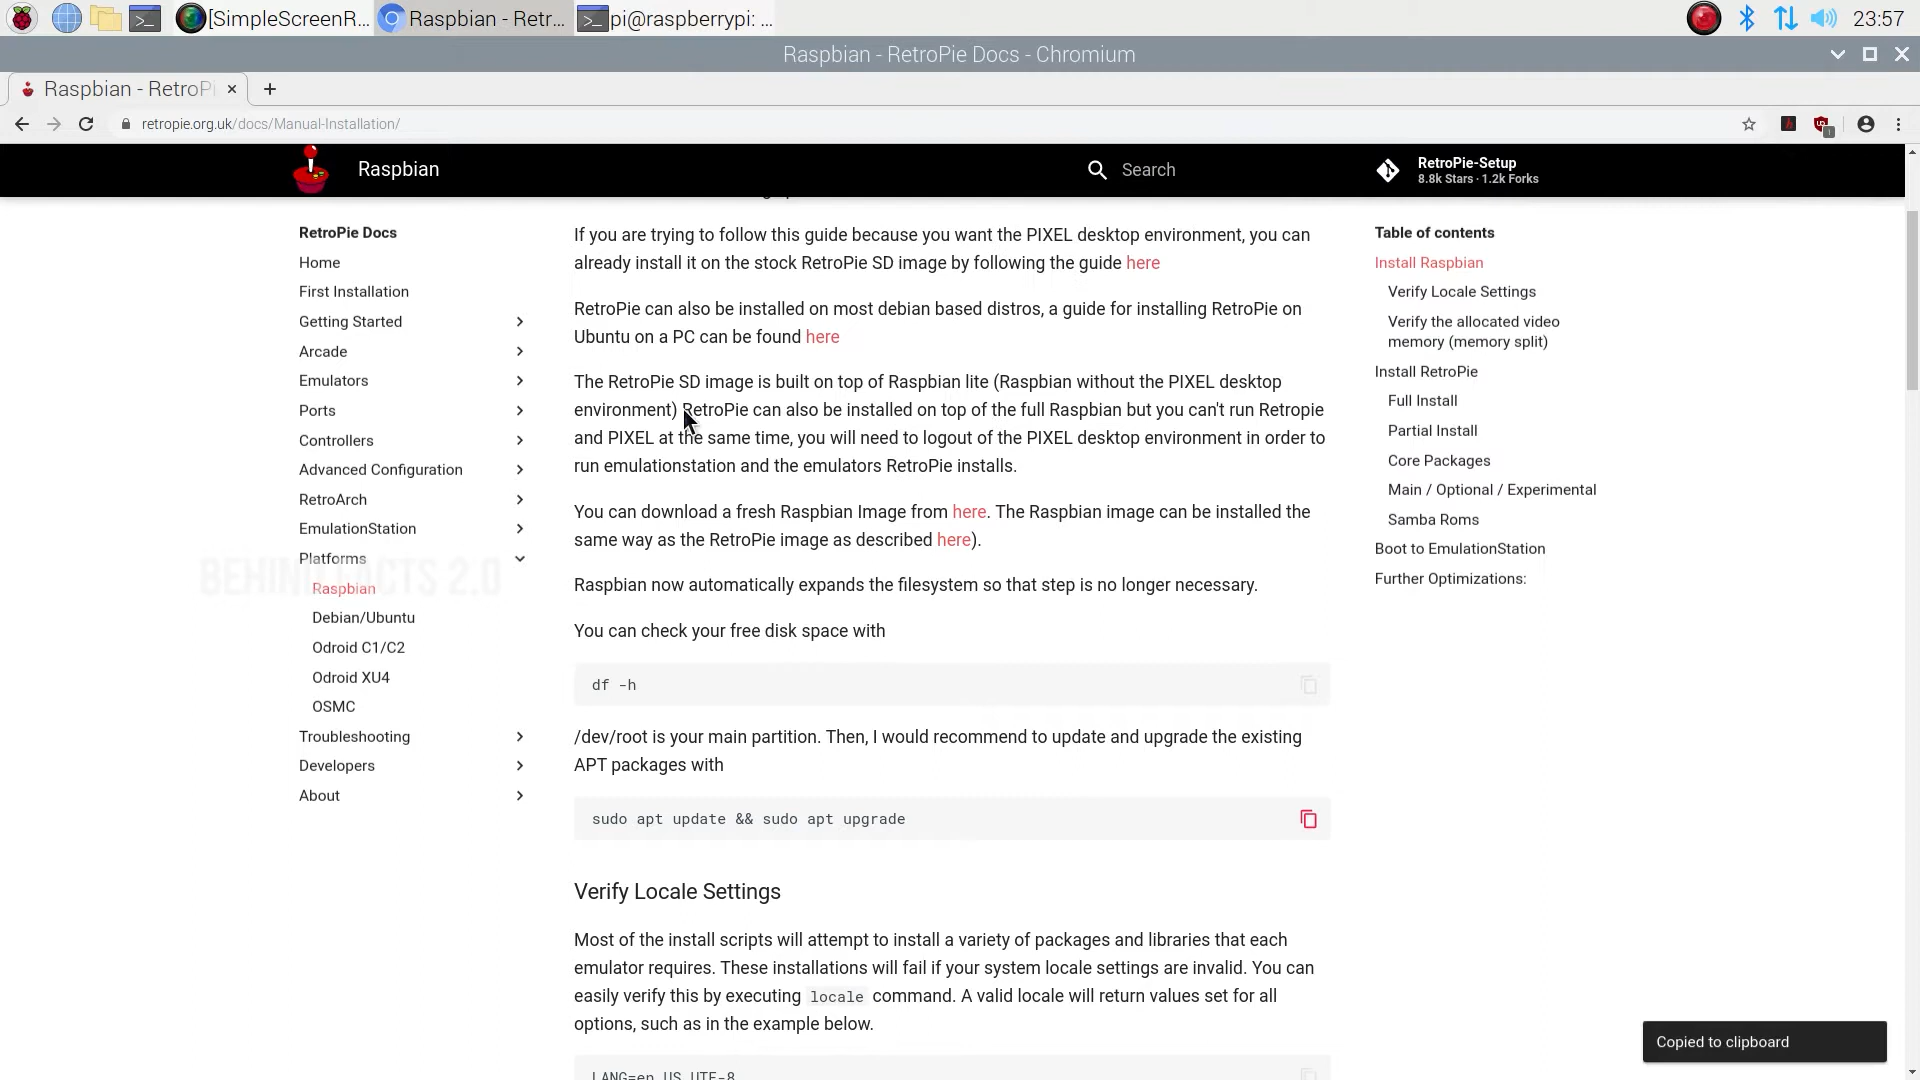 [SimpleScreenR... Raspbian - Retr... pi@raspberrypi: ... 23:57
Raspbian - RetroPie Docs - Chromium
Raspbian - RetroPi
retropie.org.uk/docs/Manual-Installation/
Raspbian
Search
RetroPie-Setup
8.8k Stars · 1.2k Forks
RetroPie Docs
Home
First Installation
Getting Started
Arcade
Emulators
Ports
Controllers
Advanced Configuration
RetroArch
EmulationStation
Platforms
Raspbian
Debian/Ubuntu
Odroid C1/C2
Odroid XU4
OSMC
Troubleshooting
Developers
About
If you are trying to follow this guide because you want the PIXEL desktop environment, you can
already install it on the stock RetroPie SD image by following the guide here
RetroPie can also be installed on most debian based distros, a guide for installing RetroPie on
Ubuntu on a PC can be found here
The RetroPie SD image is built on top of Raspbian lite (Raspbian without the PIXEL desktop
environment) RetroPie can also be installed on top of the full Raspbian but you can't run Retropie
and PIXEL at the same time, you will need to logout of the PIXEL desktop environment in order to
run emulationstation and the emulators RetroPie installs.
You can download a fresh Raspbian Image from here. The Raspbian image can be installed the
same way as the RetroPie image as described here).
Raspbian now automatically expands the filesystem so that step is no longer necessary.
You can check your free disk space with
df -h
/dev/root is your main partition. Then, I would recommend to update and upgrade the existing
APT packages with
sudo apt update && sudo apt upgrade
Verify Locale Settings
Most of the install scripts will attempt to install a variety of packages and libraries that each
emulator requires. These installations will fail if your system locale settings are invalid. You can
easily verify this by executing locale command. A valid locale will return values set for all
options, such as in the example below.
LANG=en_US.UTF-8
Table of contents
Install Raspbian
Verify Locale Settings
Verify the allocated video
memory (memory split)
Install RetroPie
Full Install
Partial Install
Core Packages
Main / Optional / Experimental
Samba Roms
Boot to EmulationStation
Further Optimizations:
Copied to clipboard
BEHIND FACTS 2.0